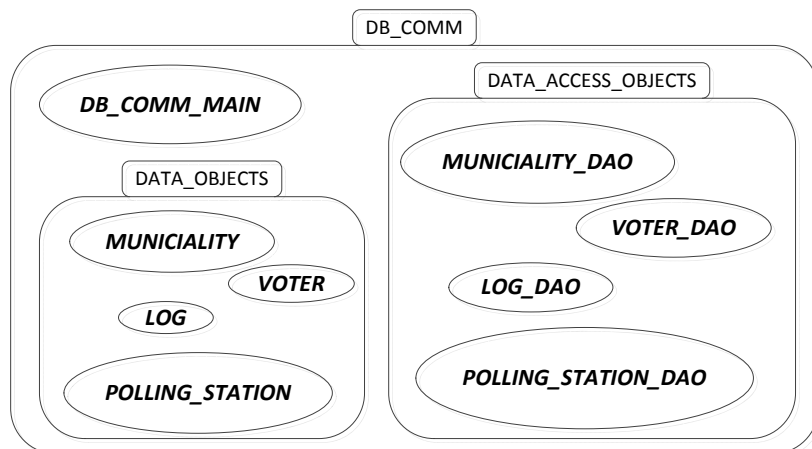 DB_COMM
DB_COMM_MAIN
DATA_OBJECTS
MUNICIALITY
VOTER
LOG
POLLING_STATION
DATA_ACCESS_OBJECTS
MUNICIALITY_DAO
VOTER_DAO
LOG_DAO
POLLING_STATION_DAO